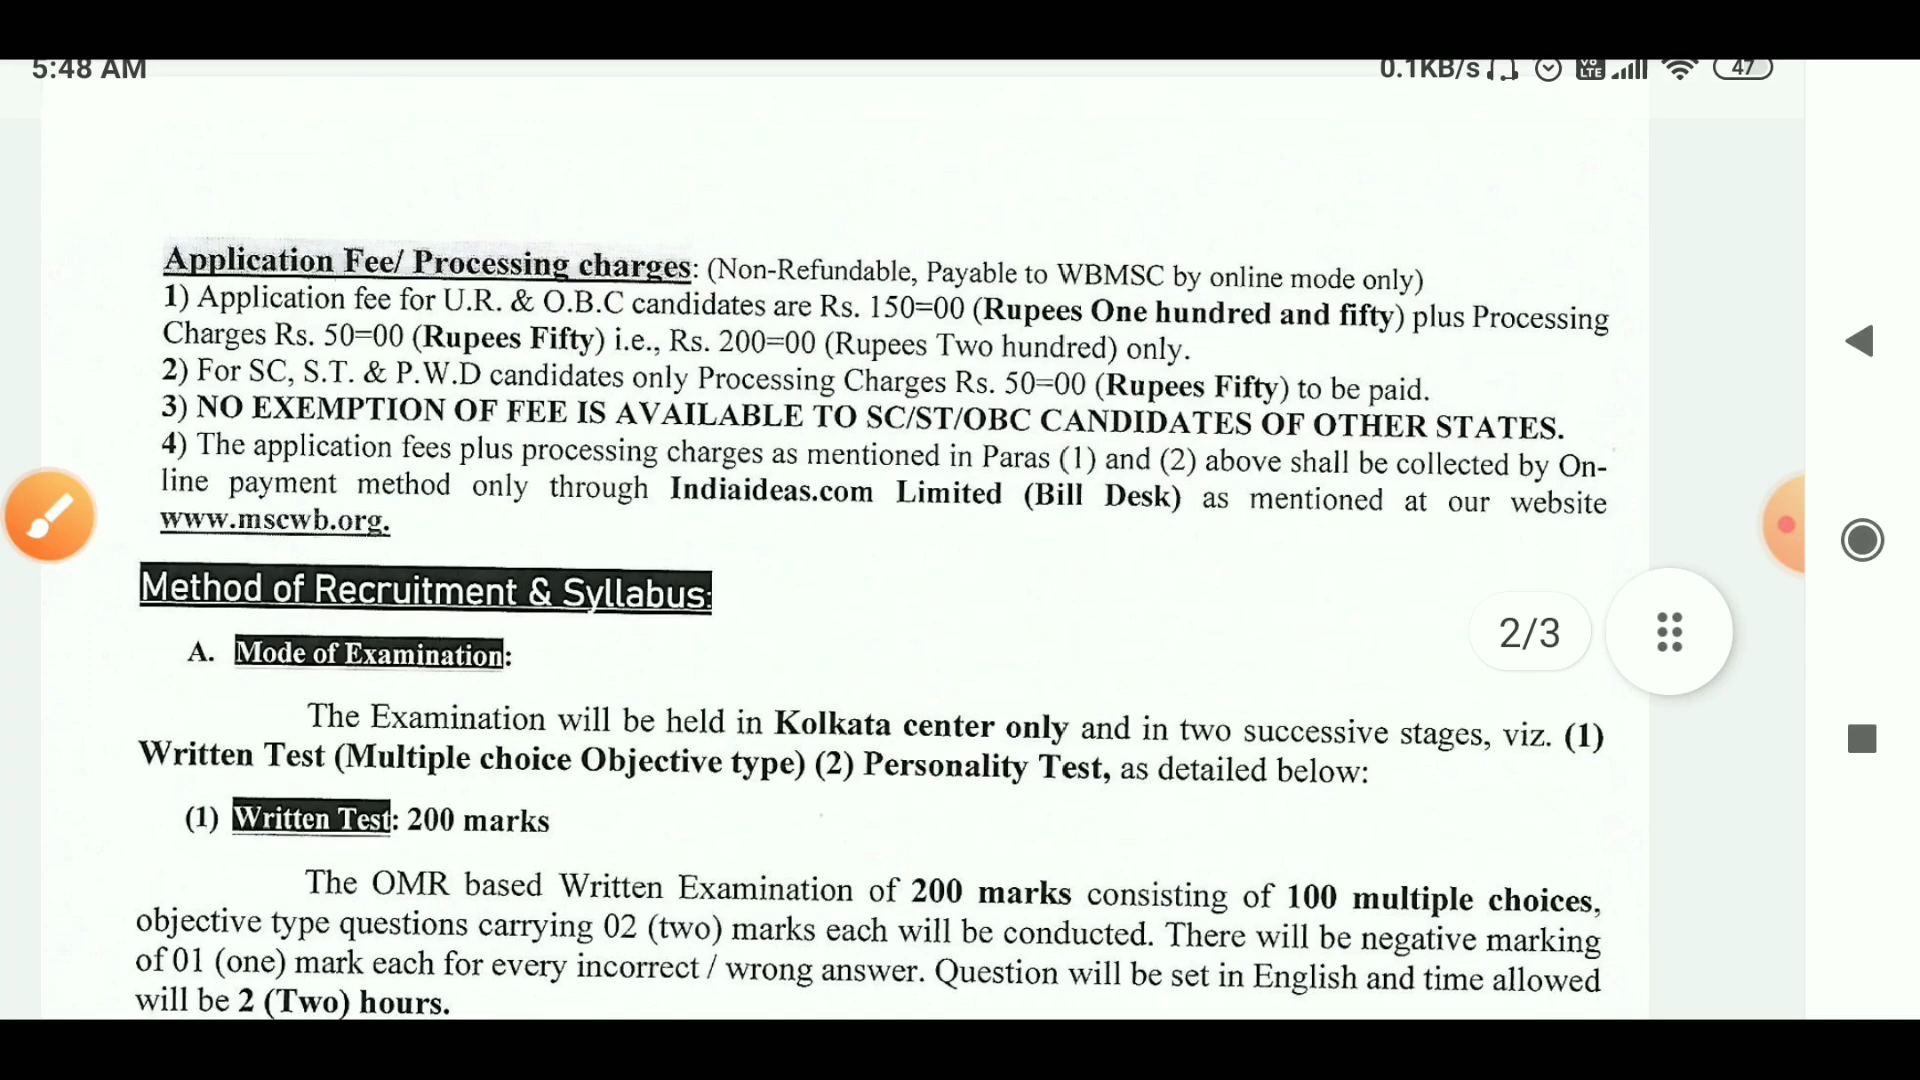 5:48 AM
0.1KB/s Vo LTE 47
Application Fee/ Processing charges: (Non-Refundable, Payable to WBMSC by online mode only)
1) Application fee for U.R. & O.B.C candidates are Rs. 150=00 (Rupees One hundred and fifty) plus Processing
Charges Rs. 50=00 (Rupees Fifty) i.e., Rs. 200=00 (Rupees Two hundred) only.
2) For SC, S.T. & P.W.D candidates only Processing Charges Rs. 50=00 (Rupees Fifty) to be paid.
3) NO EXEMPTION OF FEE IS AVAILABLE TO SC/ST/OBC CANDIDATES OF OTHER STATES.
4) The application fees plus processing charges as mentioned in Paras (1) and (2) above shall be collected by On-
line payment method only through Indiaideas.com Limited (Bill Desk) as mentioned at our website
www.mscwb.org.
Method of Recruitment & Syllabus:
A. Mode of Examination:
2/3
The Examination will be held in Kolkata center only and in two successive stages, viz. (1)
Written Test (Multiple choice Objective type) (2) Personality Test, as detailed below:
(1) Written Test: 200 marks
The OMR based Written Examination of 200 marks consisting of 100 multiple choices,
objective type questions carrying 02 (two) marks each will be conducted. There will be negative marking
of 01 (one) mark each for every incorrect / wrong answer. Question will be set in English and time allowed
will be 2 (Two) hours.